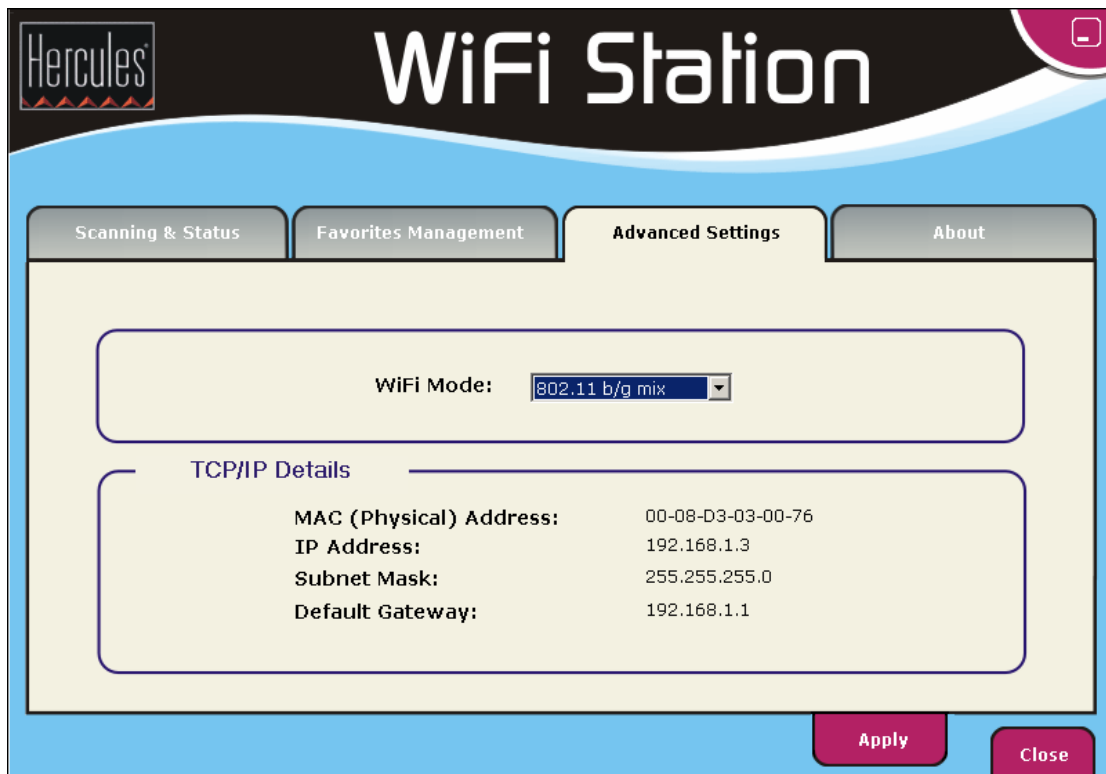 Hercules
WiFi Station
Scanning & Status
Favorites Management
Advanced Settings
About
WiFi Mode: 802.11 b/g mix
TCP/IP Details
MAC (Physical) Address: 00-08-D3-03-00-76
IP Address: 192.168.1.3
Subnet Mask: 255.255.255.0
Default Gateway: 192.168.1.1
Apply
Close